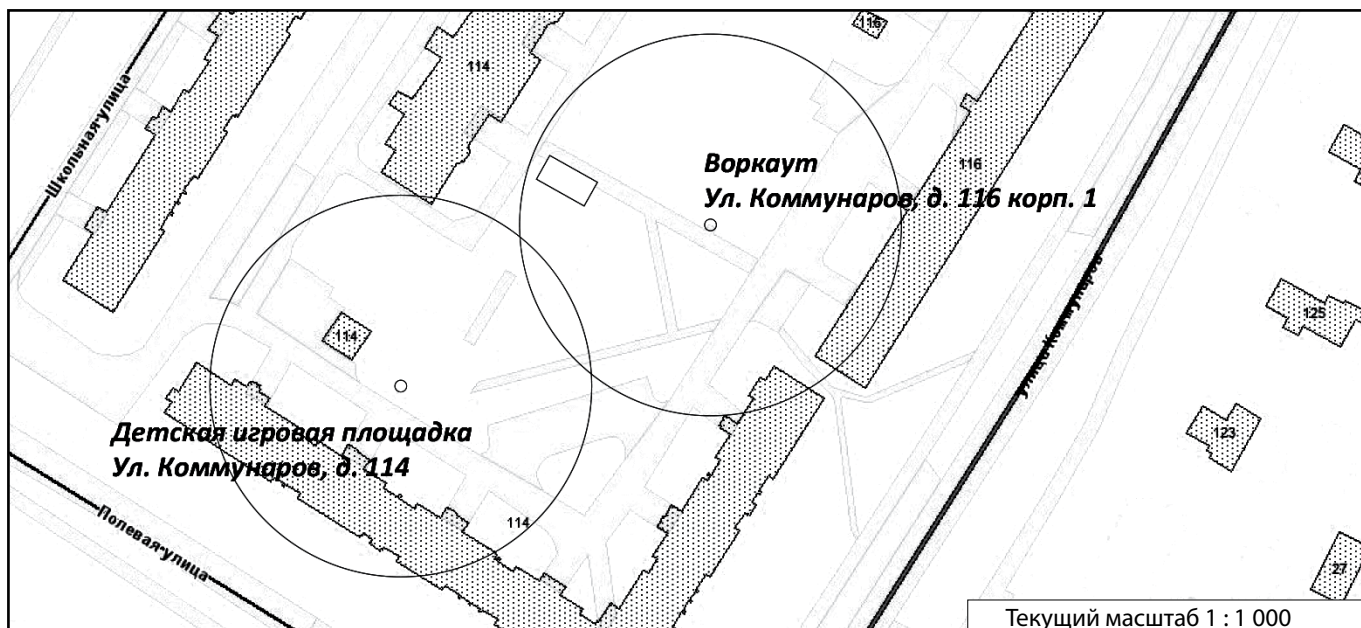 115
114
Школьная улица
Воркаут
116
Ул. Коммунаров, д. 116 корп. 1
улица Коммунаров
125
114
Детская игровая площадка
123
Ул. Коммунаров, д. 114
114
Полевая улица
27
Текущий масштаб 1 : 1 000